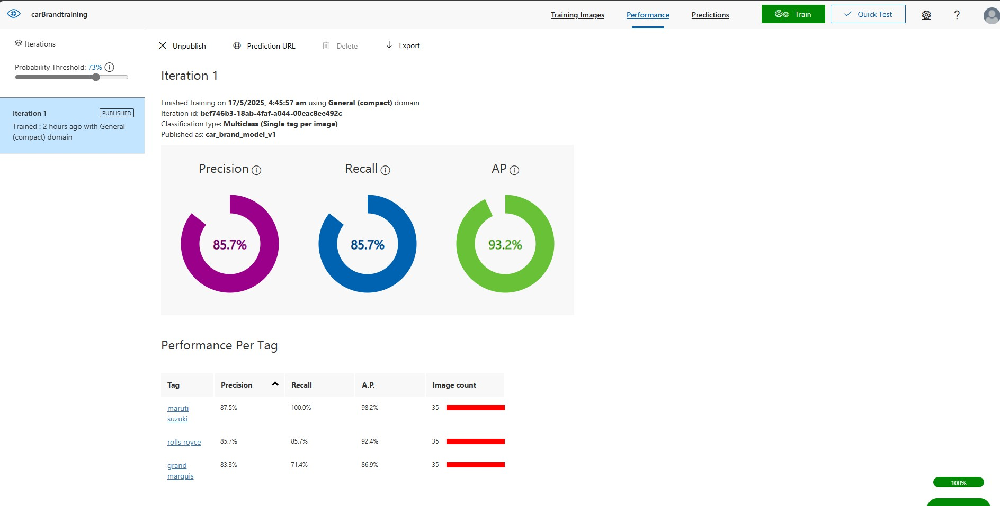 carBrandtraining
Training Images
Performance
Predictions
Train
Quick Test
?
Iterations
Probability Threshold: 73%
Iteration 1
PUBLISHED
Trained : 2 hours ago with General
(compact) domain
Unpublish
Prediction URL
Delete
Export
Iteration 1
Finished training on 17/5/2025, 4:45:57 am using General (compact) domain
Iteration id: bef746b3-18ab-4faf-a044-00eac8ee492c
Classification type: Multiclass (Single tag per image)
Published as: car_brand_model_v1
Precision
Recall
AP
85.7%
85.7%
93.2%
Performance Per Tag
Tag Precision Recall A.P. Image count
maruti
suzuki
87.5% 100.0% 98.2% 35
rolls royce 85.7% 85.7% 92.4% 35
grand
marquis
83.3% 71.4% 86.9% 35
100%